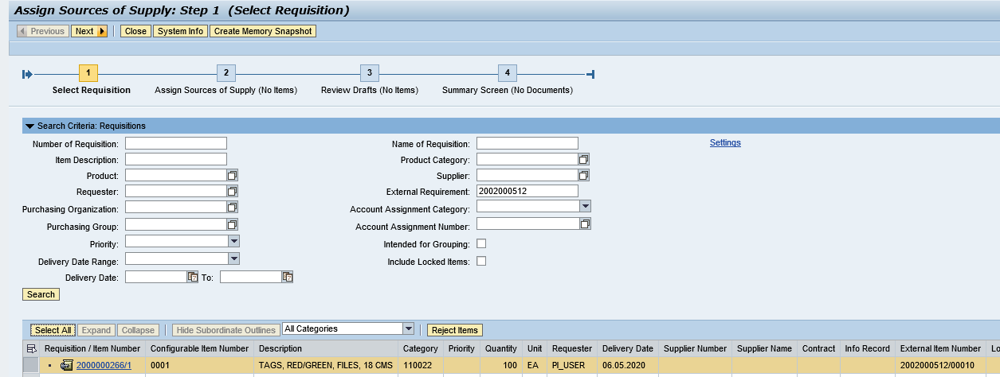 Assign Sources of Supply: Step 1 (Select Requisition)
Previous Next Close System Info Create Memory Snapshot
1 2 3 4
Select Requisition Assign Sources of Supply (No Items) Review Drafts (No Items) Summary Screen (No Documents)
Search Criteria: Requisitions
Number of Requisition: Name of Requisition: Settings
Item Description: Product Category:
Product: Supplier:
Requester: External Requirement: 2002000512
Purchasing Organization: Account Assignment Category:
Purchasing Group: Account Assignment Number:
Priority: Intended for Grouping:
Delivery Date Range: Include Locked Items:
Delivery Date: To:
Search
Select All Expand Collapse Hide Subordinate Outlines All Categories Reject Items
Requisition / Item Number Configurable Item Number Description Category Priority Quantity Unit Requester Delivery Date Supplier Number Supplier Name Contract Info Record External Item Number Lo
• 2000000266/1 0001 TAGS, RED/GREEN, FILES, 18 CMS 110022 100 EA PI_USER 06.05.2020 2002000512/00010